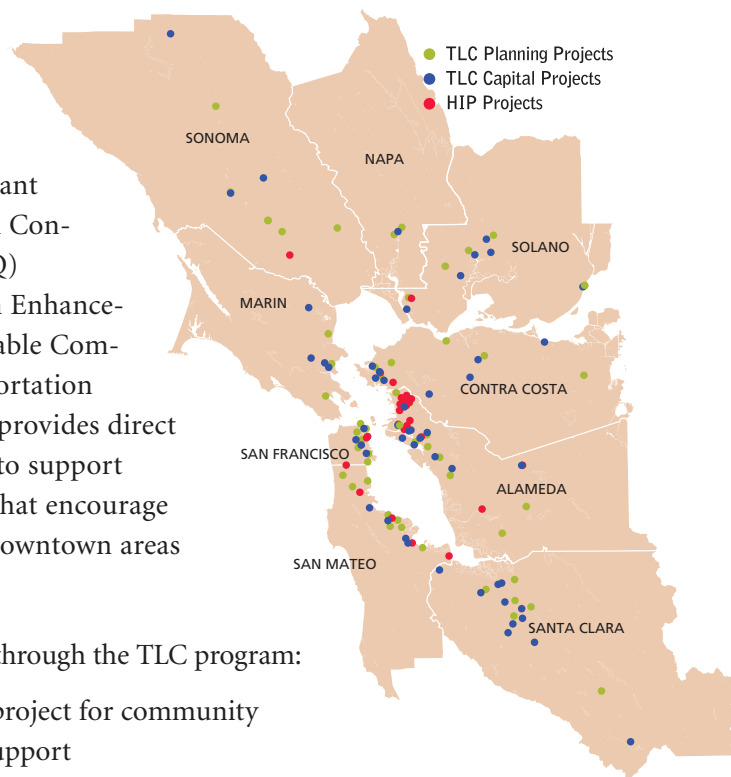 TLC Planning Projects
TLC Capital Projects
HIP Projects
SONOMA
NAPA
ant
Con-
SOLANO
Q)
MARIN
Enhance-
able Com-
CONTRA COSTA
ortation
provides direct
SAN FRANCISCO
to support
ALAMEDA
hat encourage
owntown areas
SAN MATEO
SANTA CLARA
through the TLC program:
project for community
upport